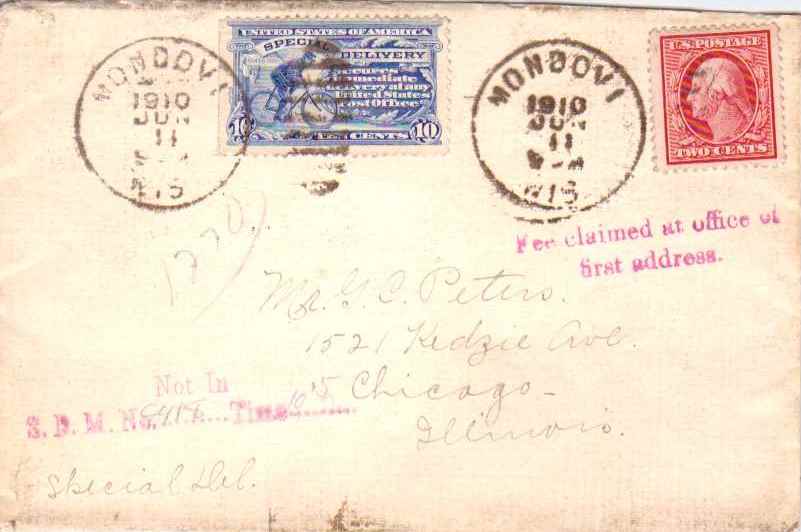 MONDOVI
1910
JUN
11
WIS
UNITED STATES OF AMERICA
SPECIAL DELIVERY
Secures
immediate
delivery at any
United States
Post Office
10 TEN CENTS 10
MONDOVI
1910
JUN
11
WIS
U.S. POSTAGE
TWO CENTS
Fee claimed at office of
first address.
Mr. G. C. Peters.
1521 Kedzie Ave.
Chicago-
Illinois.
Not In
S. D. M. No. Time
Special Del.